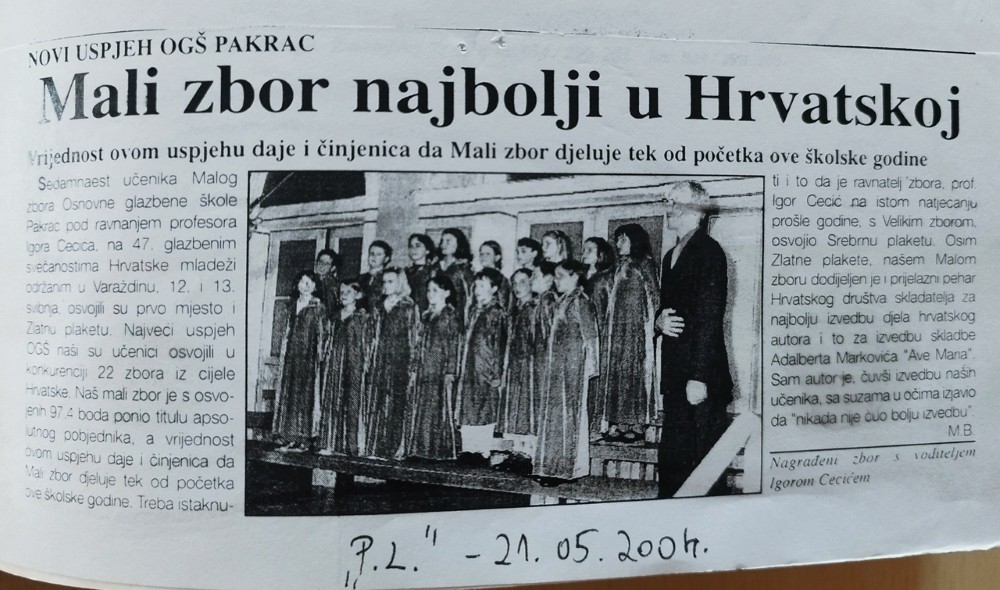 NOVI USPJEH OGŠ PAKRAC
Mali zbor najbolji u Hrvatskoj
Vrijednost ovom uspjehu daje i činjenica da Mali zbor djeluje tek od početka ove školske godine
Sedamnaest učenika Malog
zbora Osnovne glazbene škole
Pakrac pod ravnanjem profesora
Igora Cecića, na 47. glazbenim
svečanostima Hrvatske mladeži
održanim u Varaždinu, 12. i 13.
svibnja, osvojili su prvo mjesto i
Zlatnu plaketu. Najveći uspjeh
OGŠ naši su učenici osvojili u
konkurenciji 22 zbora iz cijele
Hrvatske. Naš mali zbor je s osvo-
jenih 97,4 boda ponio titulu apso-
lutnog pobjednika, a vrijednost
ovom uspjehu daje i činjenica da
Mali zbor djeluje tek od početka
ove školske godine. Treba istaknu-
ti i to da je ravnatelj zbora, prof.
Igor Cecić na istom natjecanju
prošle godine, s Velikim zborom,
osvojio Srebrnu plaketu. Osim
Zlatne plakete, našem Malom
zboru dodijeljen je i prijelazni pehar
Hrvatskog društva skladatelja za
najbolju izvedbu djela hrvatskog
autora i to za izvedbu skladbe
Adalberta Markovića "Ave Maria".
Sam autor je, čuvši izvedbu naših
učenika, sa suzama u očima izjavio
da "nikada nije čuo bolju izvedbu".
M.B.
Nagrađeni zbor s voditeljem
Igorom Cecićem
„P.L." - 21. 05. 2004.